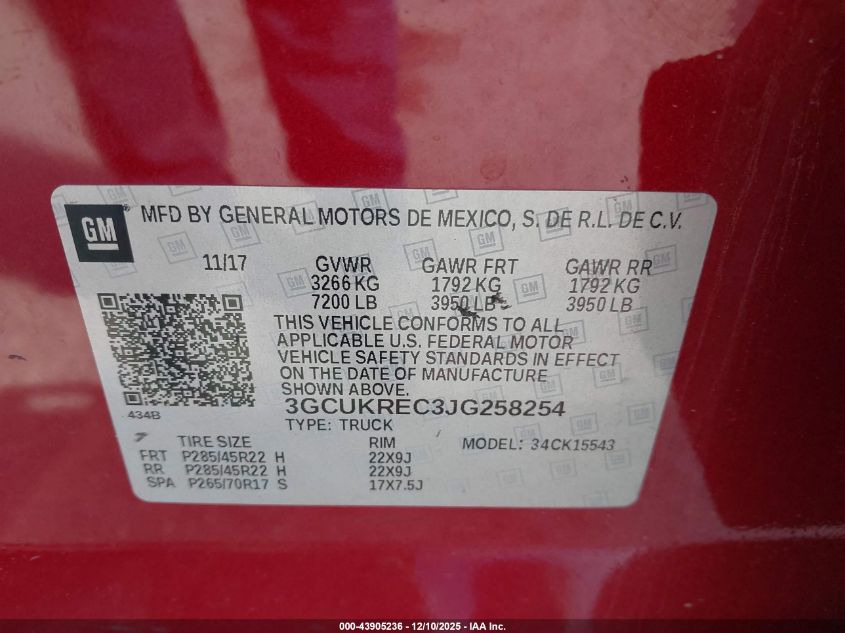 GM
MFD BY GENERAL MOTORS DE MEXICO, S. DE R.L. DE C.V.
11/17 GVWR GAWR FRT GAWR RR
3266 KG 1792 KG 1792 KG
7200 LB 3950 LB 3950 LB
THIS VEHICLE CONFORMS TO ALL
APPLICABLE U.S. FEDERAL MOTOR
VEHICLE SAFETY STANDARDS IN EFFECT
ON THE DATE OF MANUFACTURE
SHOWN ABOVE.
434B
3GCUKREC3JG258254
TYPE: TRUCK
TIRE SIZE RIM MODEL: 34CK15543
FRT P285/45R22 H 22X9J
RR P285/45R22 H 22X9J
SPA P265/70R17 S 17X7.5J
000-43905236 - 12/10/2025 - IAA Inc.